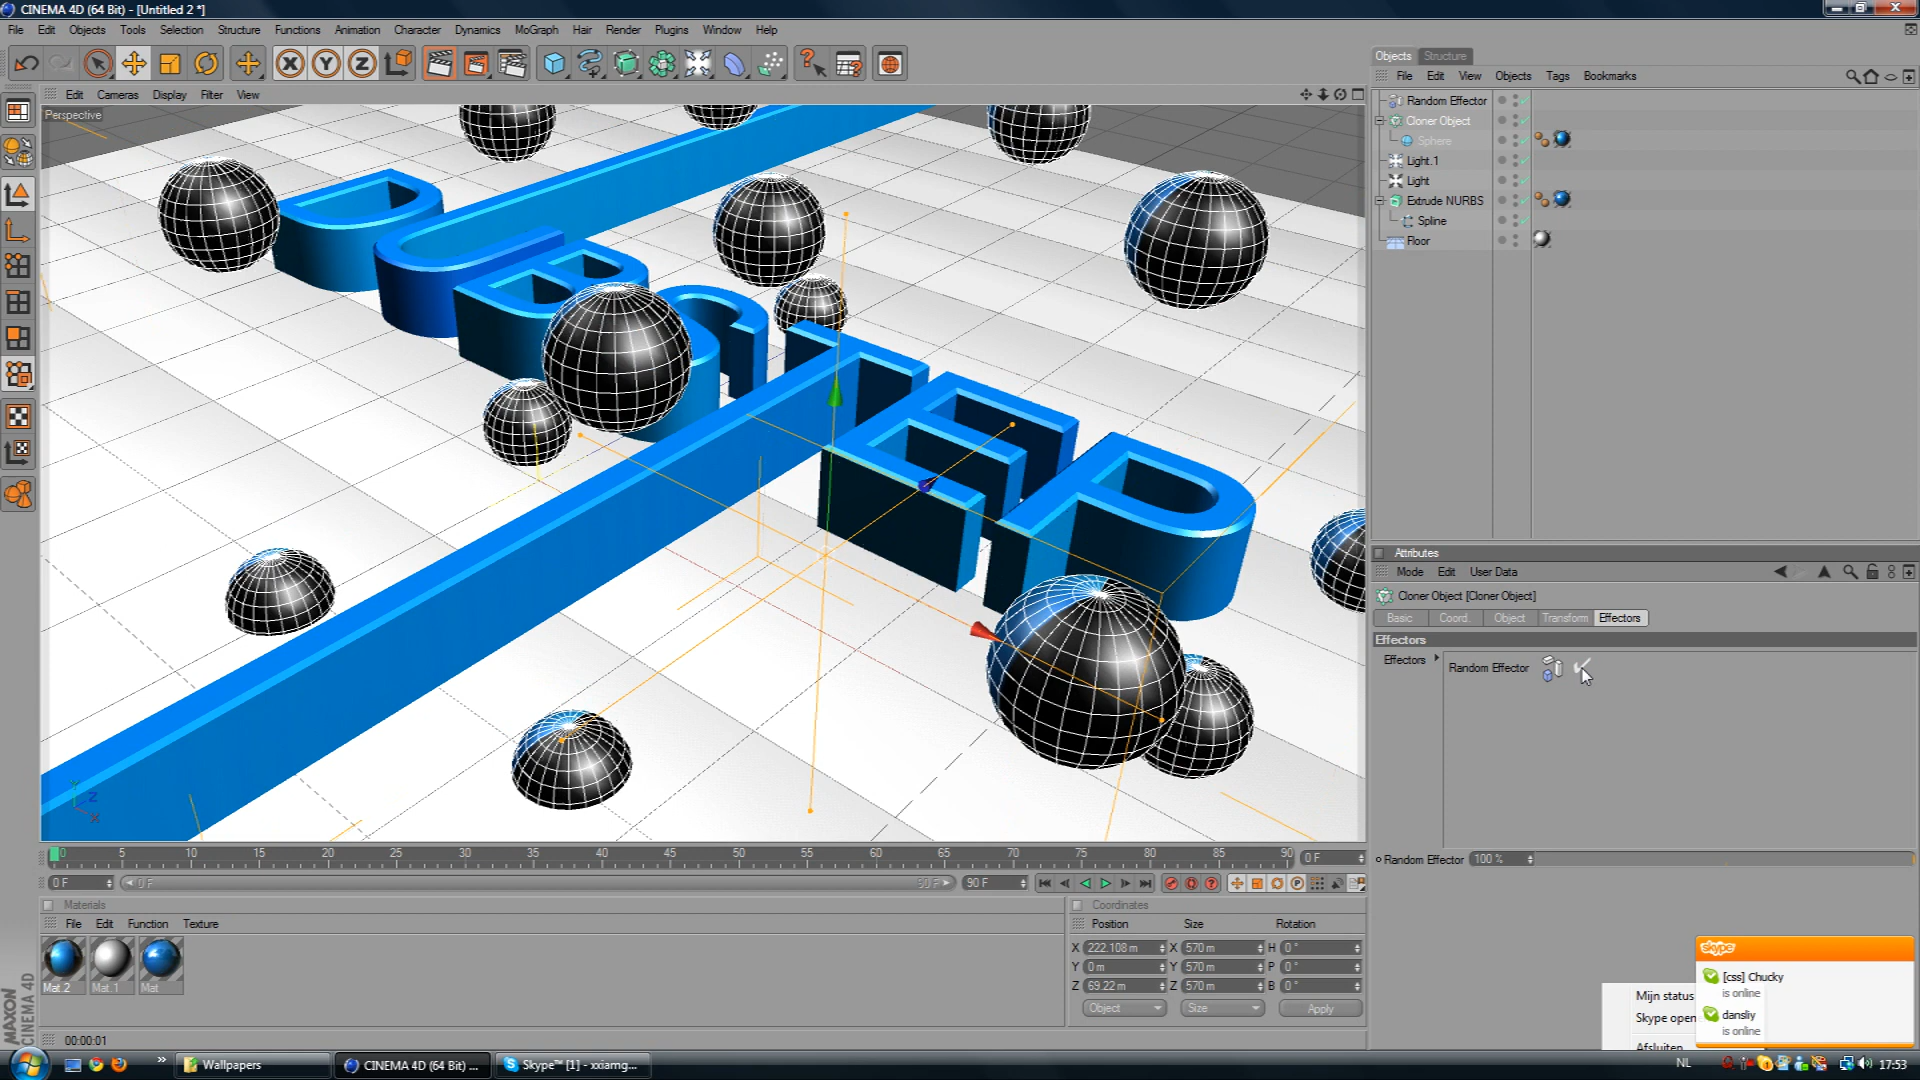 CINEMA 4D (64 Bit) - [Untitled 2 *]
File Edit Objects Tools Selection Structure Functions Animation Character Dynamics MoGraph Hair Render Plugins Window Help
Edit Cameras Display Filter View
Perspective
DUBSTEP
Objects Structure
File Edit View Objects Tags Bookmarks
Random Effector
Cloner Object
Sphere
Light.1
Light
Extrude NURBS
Spline
Floor
Attributes
Mode Edit User Data
Cloner Object [Cloner Object]
Basic Coord. Object Transform Effectors
Effectors
Effectors Random Effector
Random Effector 100 %
0 5 10 15 20 25 30 35 40 45 50 55 60 65 70 75 80 85 90 0 F
0 F 0 F 90 F 90 F
Materials
File Edit Function Texture
Mat.2 Mat.1 Mat
Coordinates
Position Size Rotation
X 222.108 m X 570 m H 0 °
Y 0 m Y 570 m P 0 °
Z 69.22 m Z 570 m B 0 °
Object Size Apply
MAXON
CINEMA 4D
00:00:01
skype
[css] Chucky
is online
dansliy
is online
Mijn status
Skype open
Afsluiten
Wallpapers CINEMA 4D (64 Bit) ... Skype™ [1] - xxiamg...
NL 17:53